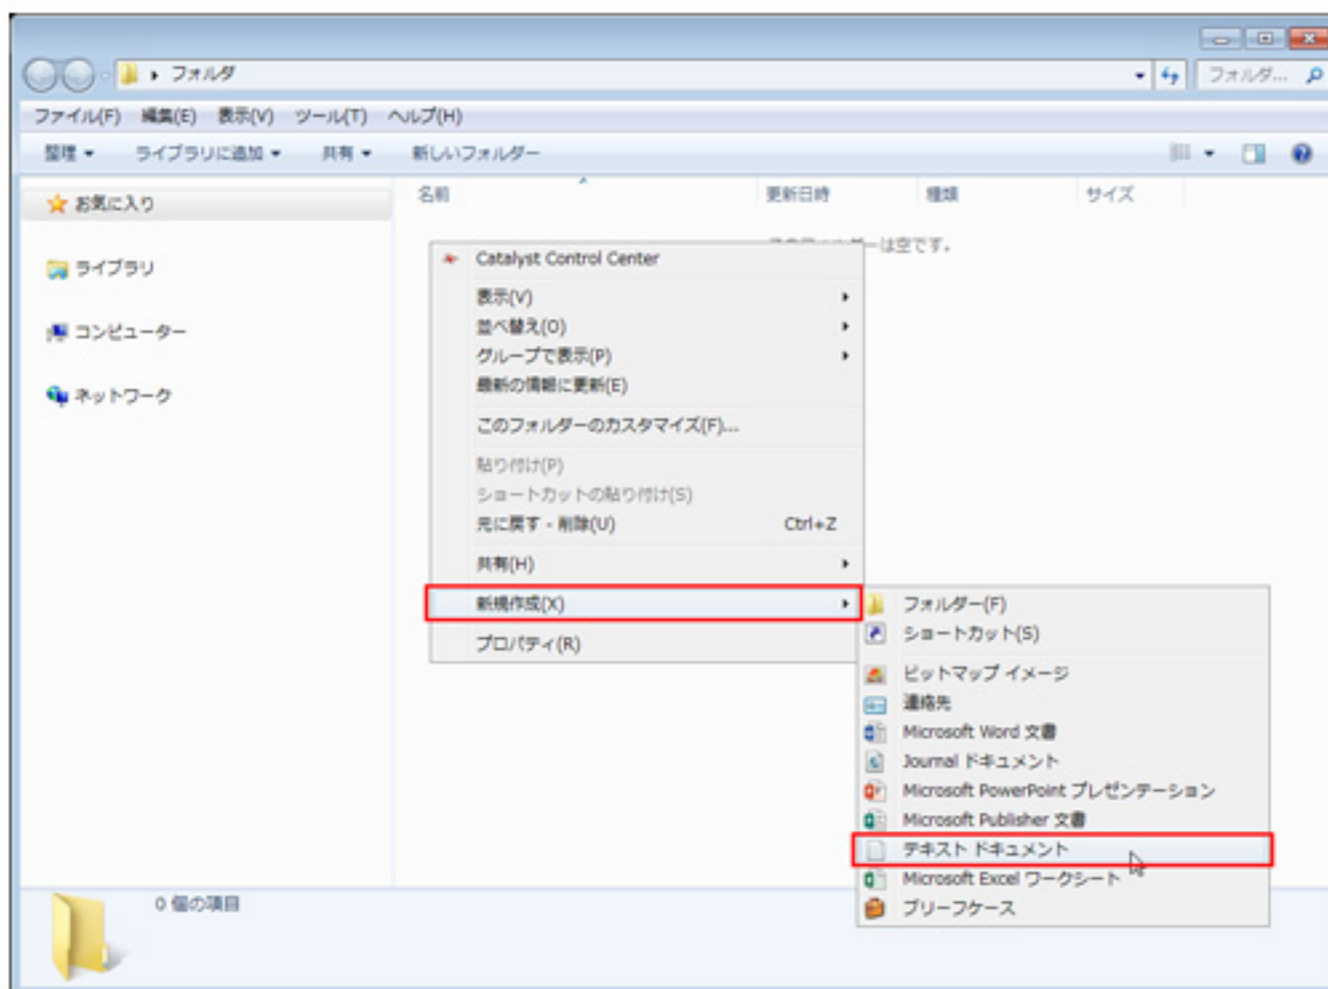 フォルダ
フォルダ...
ファイル(F) 編集(E) 表示(V) ツール(T) ヘルプ(H)
整理 ライブラリに追加 共有 新しいフォルダー
名前 更新日時 種類 サイズ
お気に入り
ライブラリ
コンピューター
ネットワーク
ーは空です。
Catalyst Control Center
表示(V)
並べ替え(O)
グループで表示(P)
最新の情報に更新(E)
このフォルダーのカスタマイズ(F)...
貼り付け(P)
ショートカットの貼り付け(S)
元に戻す - 削除(U) Ctrl+Z
共有(H)
新規作成(X)
プロパティ(R)
フォルダー(F)
ショートカット(S)
ビットマップ イメージ
連絡先
Microsoft Word 文書
Journal ドキュメント
Microsoft PowerPoint プレゼンテーション
Microsoft Publisher 文書
テキスト ドキュメント
Microsoft Excel ワークシート
ブリーフケース
0 個の項目